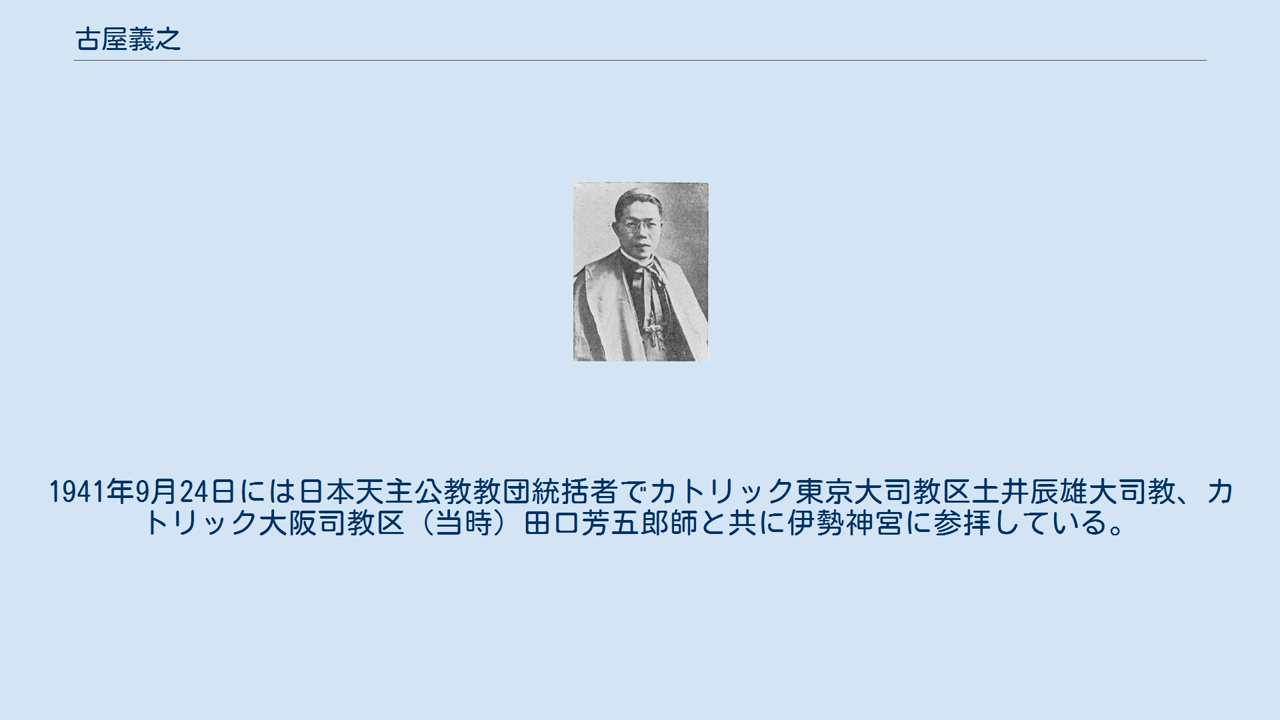 古屋義之
1941年9月24日には日本天主公教教団統括者でカトリック東京大司教区土井辰雄大司教、カ
トリック大阪司教区（当時）田口芳五郎師と共に伊勢神宮に参拝している。